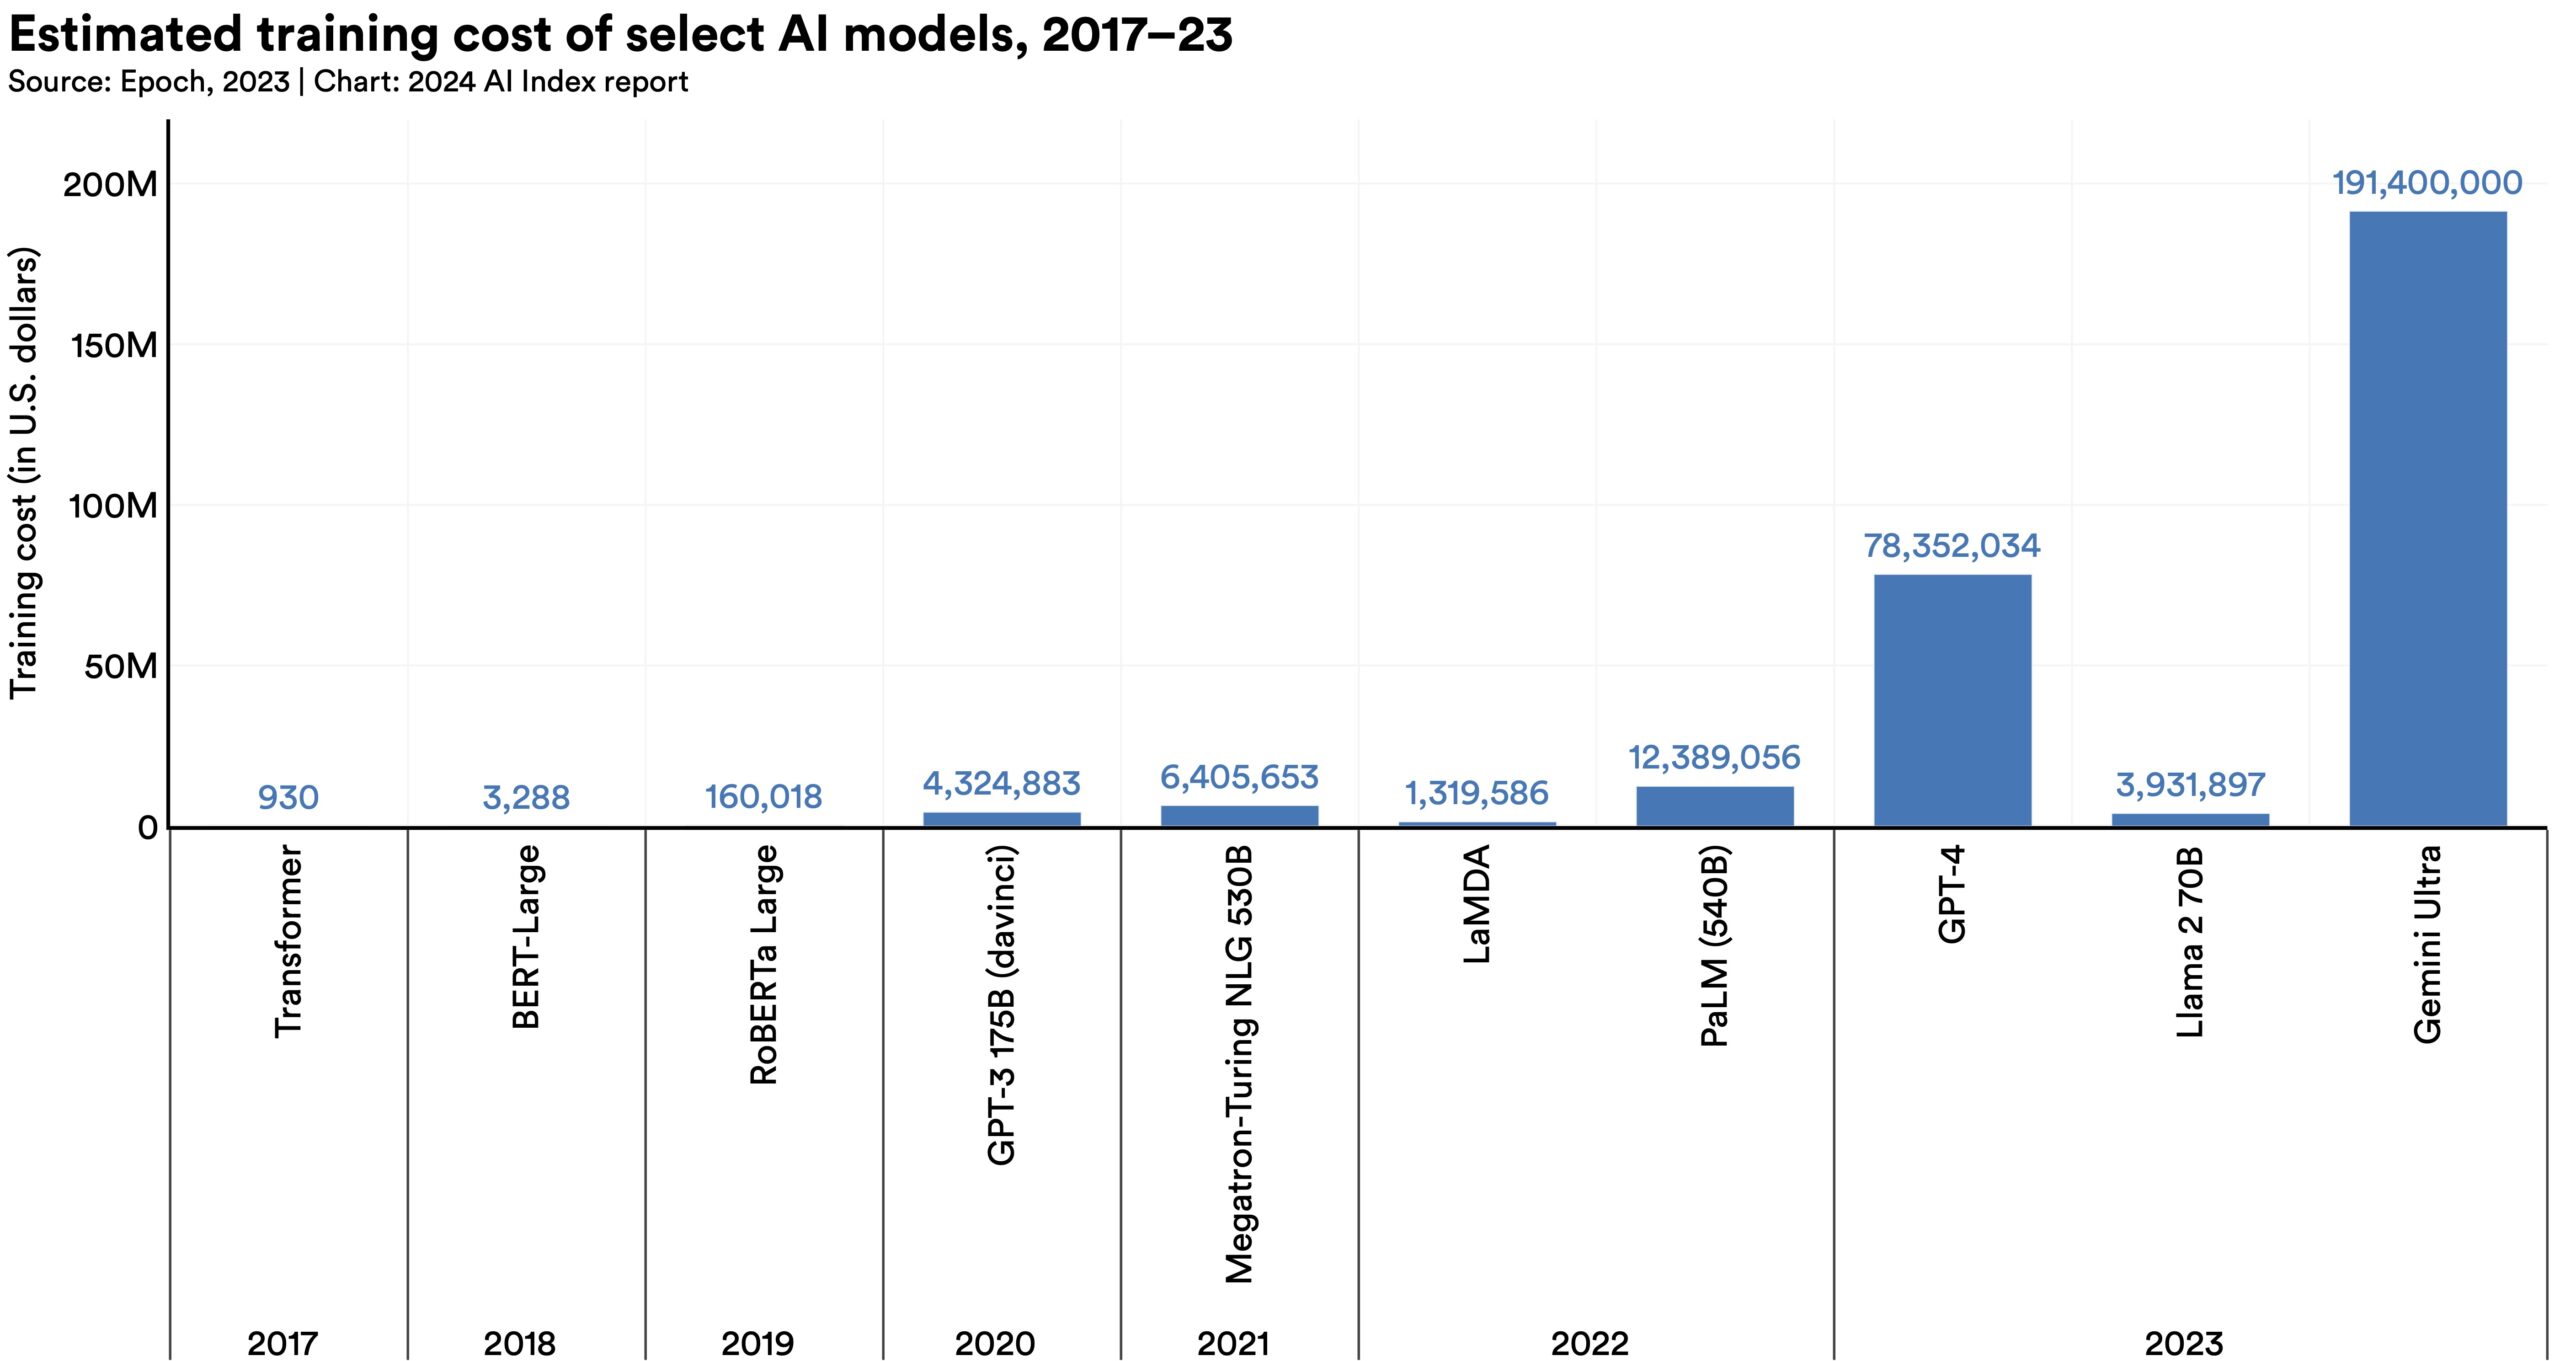 Estimated training cost of select AI models, 2017–23
Source: Epoch, 2023 | Chart: 2024 AI Index report
Training cost (in U.S. dollars)
200M
150M
100M
50M
0
930
3,288
160,018
4,324,883
6,405,653
1,319,586
12,389,056
78,352,034
3,931,897
191,400,000
Transformer
BERT-Large
RoBERTa Large
GPT-3 175B (davinci)
Megatron-Turing NLG 530B
LaMDA
PaLM (540B)
GPT-4
Llama 2 70B
Gemini Ultra
2017
2018
2019
2020
2021
2022
2023